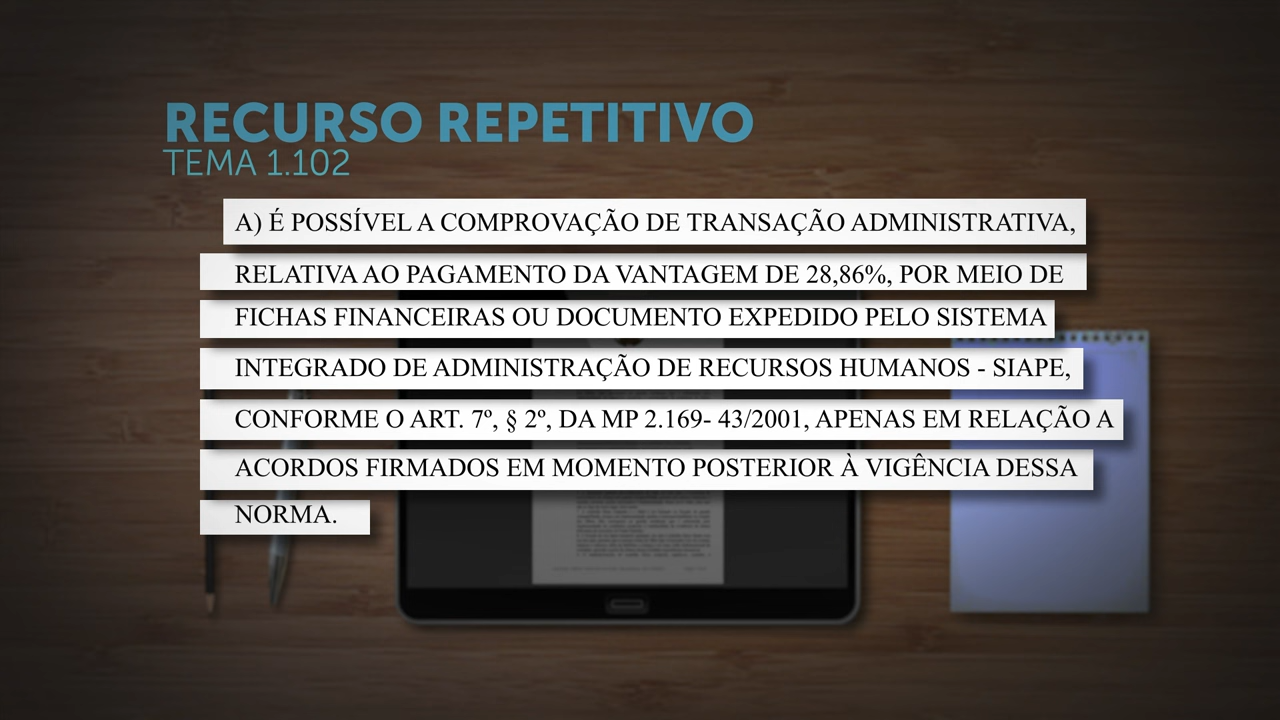 RECURSO REPETITIVO
TEMA 1.102
A) É POSSÍVEL A COMPROVAÇÃO DE TRANSAÇÃO ADMINISTRATIVA,
RELATIVA AO PAGAMENTO DA VANTAGEM DE 28,86%, POR MEIO DE
FICHAS FINANCEIRAS OU DOCUMENTO EXPEDIDO PELO SISTEMA
INTEGRADO DE ADMINISTRAÇÃO DE RECURSOS HUMANOS - SIAPE,
CONFORME O ART. 7º, § 2º, DA MP 2.169- 43/2001, APENAS EM RELAÇÃO A
ACORDOS FIRMADOS EM MOMENTO POSTERIOR À VIGÊNCIA DESSA
NORMA.